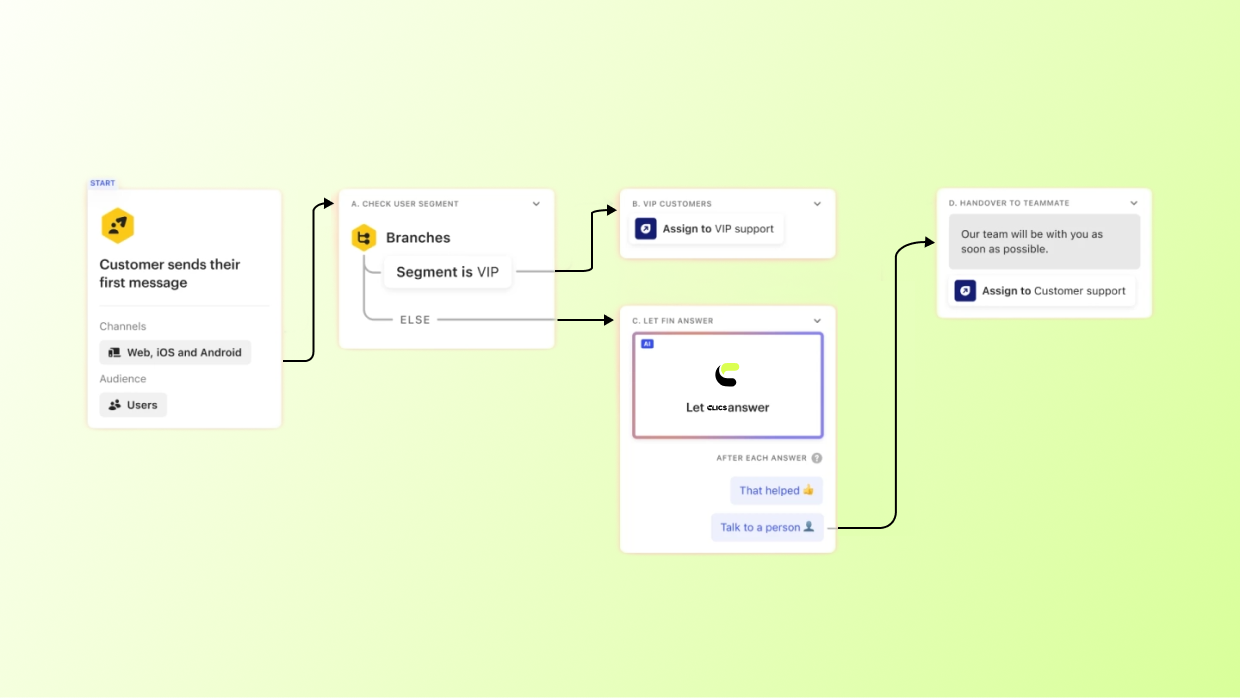 START
Customer sends their
first message
Channels
Web, iOS and Android
Audience
Users
A. CHECK USER SEGMENT
Branches
Segment is VIP
ELSE
B. VIP CUSTOMERS
Assign to VIP support
C. LET FIN ANSWER
AI
Let CLICS answer
AFTER EACH ANSWER ?
That helped 👍
Talk to a person 👤
D. HANDOVER TO TEAMMATE
Our team will be with you as
soon as possible.
Assign to Customer support